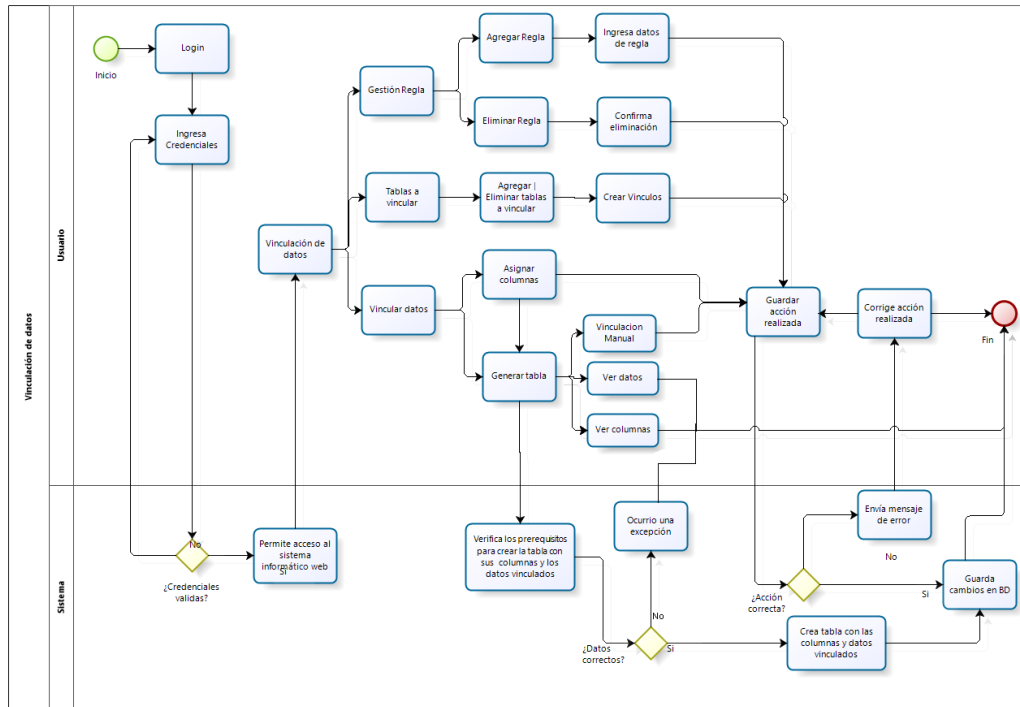 Vinculación de datos
Usuario
Sistema
Inicio
Login
Ingresa
Credenciales
Vinculación de
datos
Gestión Regla
Agregar Regla
Ingresa datos
de regla
Eliminar Regla
Confirma
eliminación
Tablas a
vincular
Agregar |
Eliminar tablas
a vincular
Crear Vinculos
Vincular datos
Asignar
columnas
Generar tabla
Vinculacion
Manual
Ver datos
Ver columnas
Guardar
acción
realizada
Corrige acción
realizada
Fin
No
¿Credenciales
validas?
Si
Permite acceso al
sistema
informático web
Verifica los prerequisitos
para crear la tabla con
sus columnas y los
datos vinculados
Ocurrio una
excepción
No
¿Datos
correctos?
Si
Crea tabla con las
columnas y datos
vinculados
¿Acción
correcta?
Envía mensaje
de error
No
Si
Guarda
cambios en BD